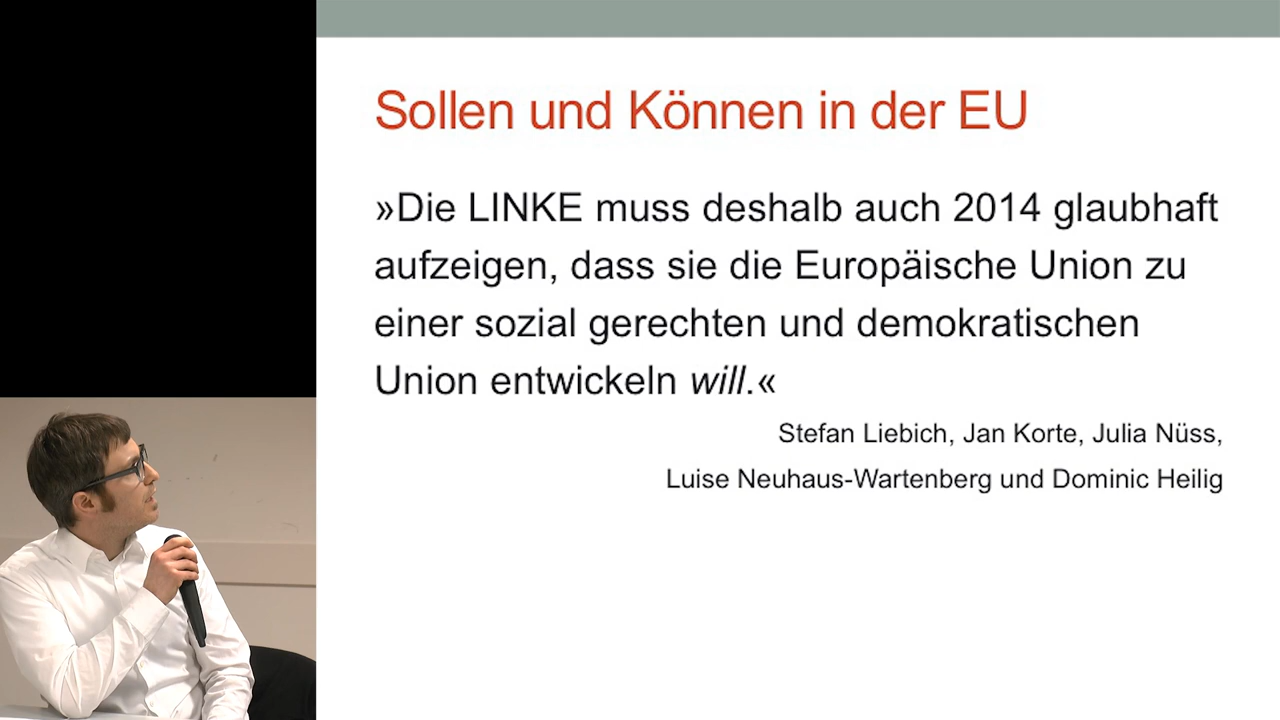 Sollen und Können in der EU
»Die LINKE muss deshalb auch 2014 glaubhaft
aufzeigen, dass sie die Europäische Union zu
einer sozial gerechten und demokratischen
Union entwickeln will.«
Stefan Liebich, Jan Korte, Julia Nüss,
Luise Neuhaus-Wartenberg und Dominic Heilig